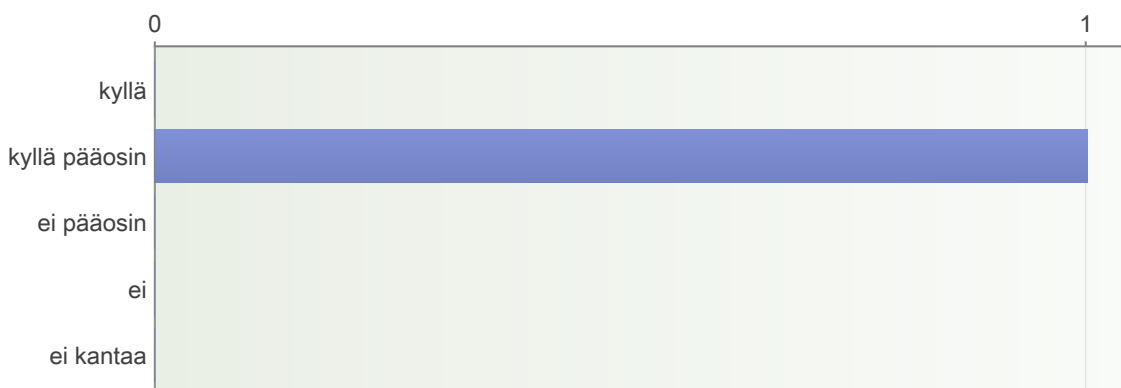 0 1
kyllä
kyllä pääosin
ei pääosin
ei
ei kantaa